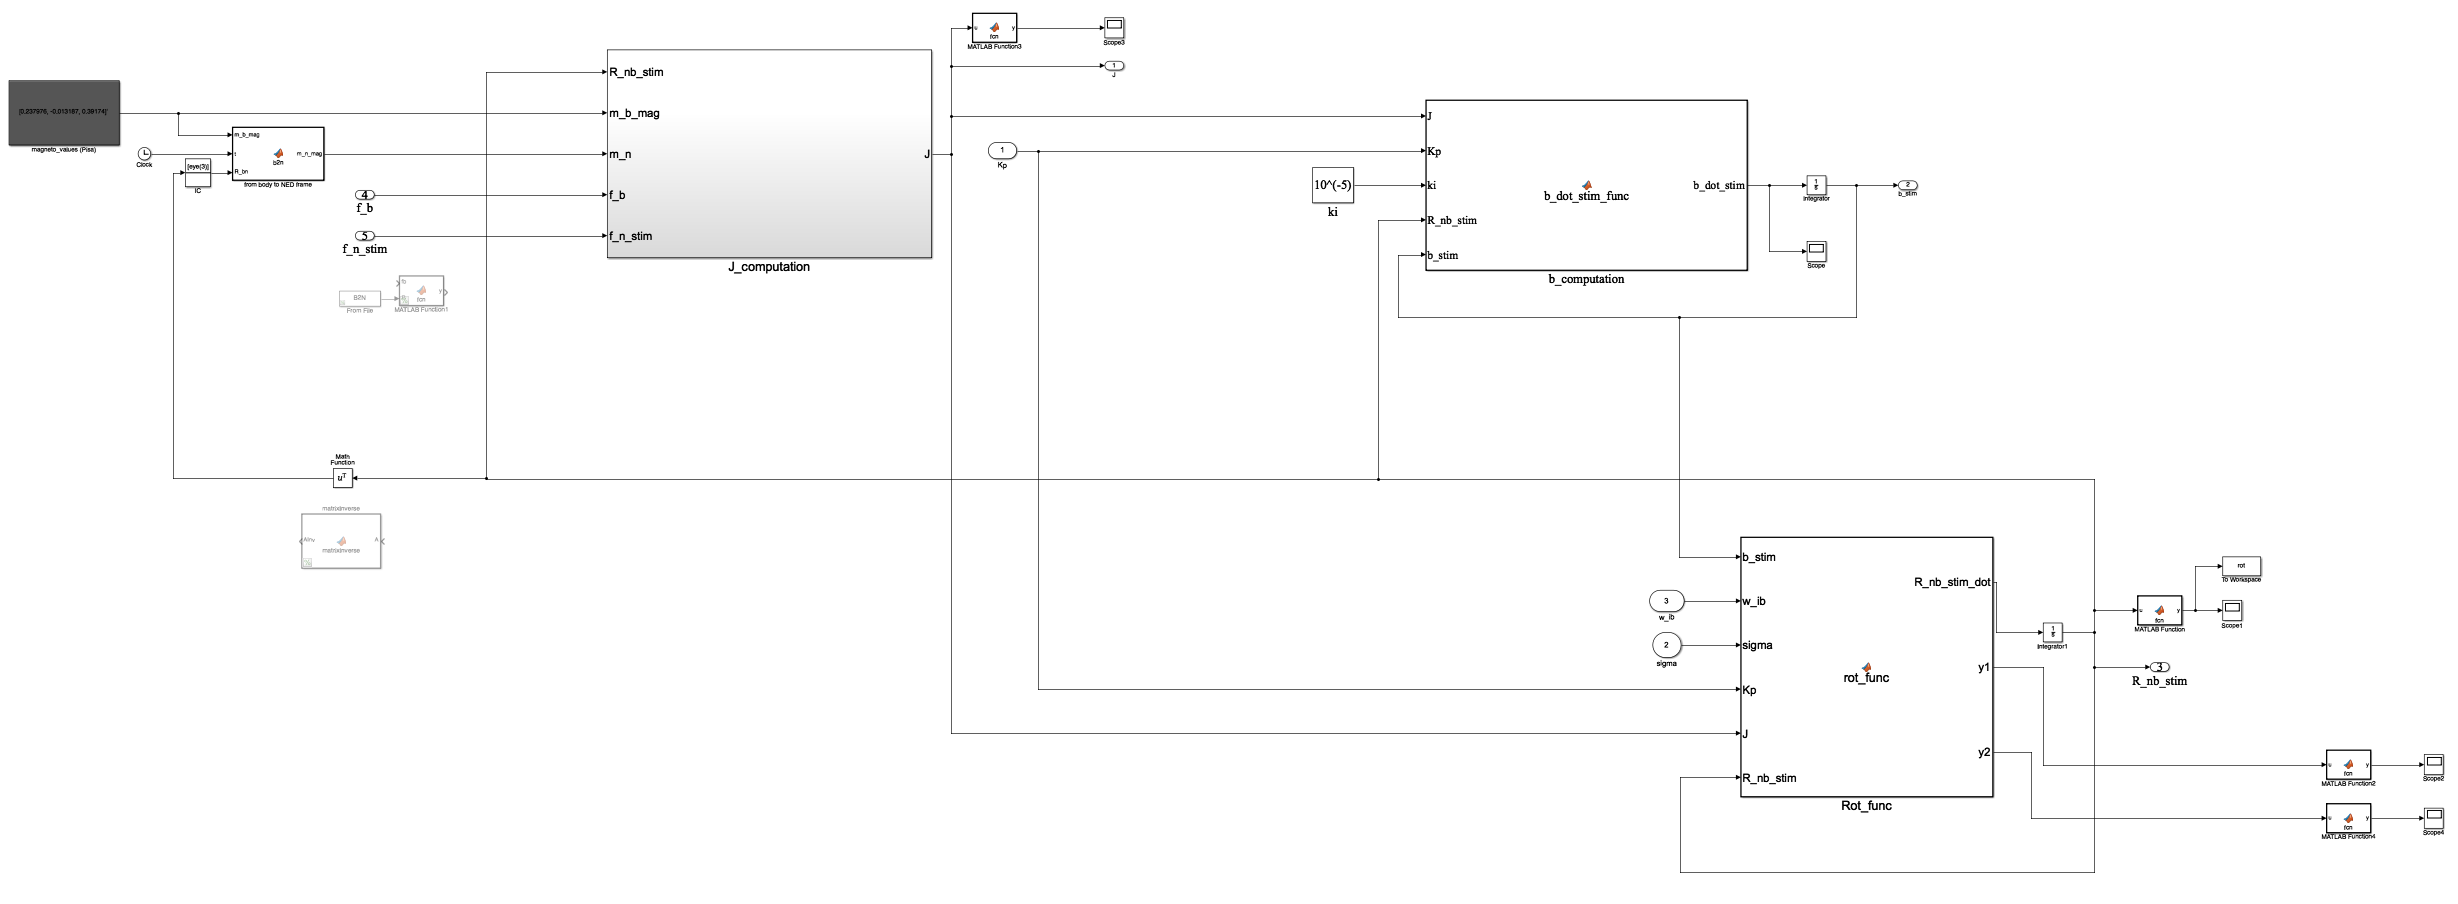 [0.237976, -0.013187, 0.39174]'
magneto_values (Pisa)
Clock
[eye(3)]
IC
m_b_mag
t
R_bn
b2n
m_n_mag
from body to NED frame
4
f_b
5
f_n_stim
B2N
From File
fb
R
fcn
y
MATLAB Function1
R_nb_stim
m_b_mag
m_n
f_b
f_n_stim
J
J_computation
u
fcn
y
MATLAB Function3
Scope3
1
J
1
Kp
10^(-5)
ki
J
Kp
ki
R_nb_stim
b_stim
b_dot_stim_func
b_dot_stim
b_computation
1
s
Integrator
2
b_stim
Scope
Math
Function
uT
matrixinverse
Ainv
A
matrixinverse
3
w_ib
2
sigma
b_stim
w_ib
sigma
Kp
J
R_nb_stim
rot_func
R_nb_stim_dot
y1
y2
Rot_func
1
s
Integrator1
u
fcn
y
MATLAB Function
rot
To Workspace
Scope1
3
R_nb_stim
u
fcn
y
MATLAB Function2
Scope2
u
fcn
y
MATLAB Function4
Scope4